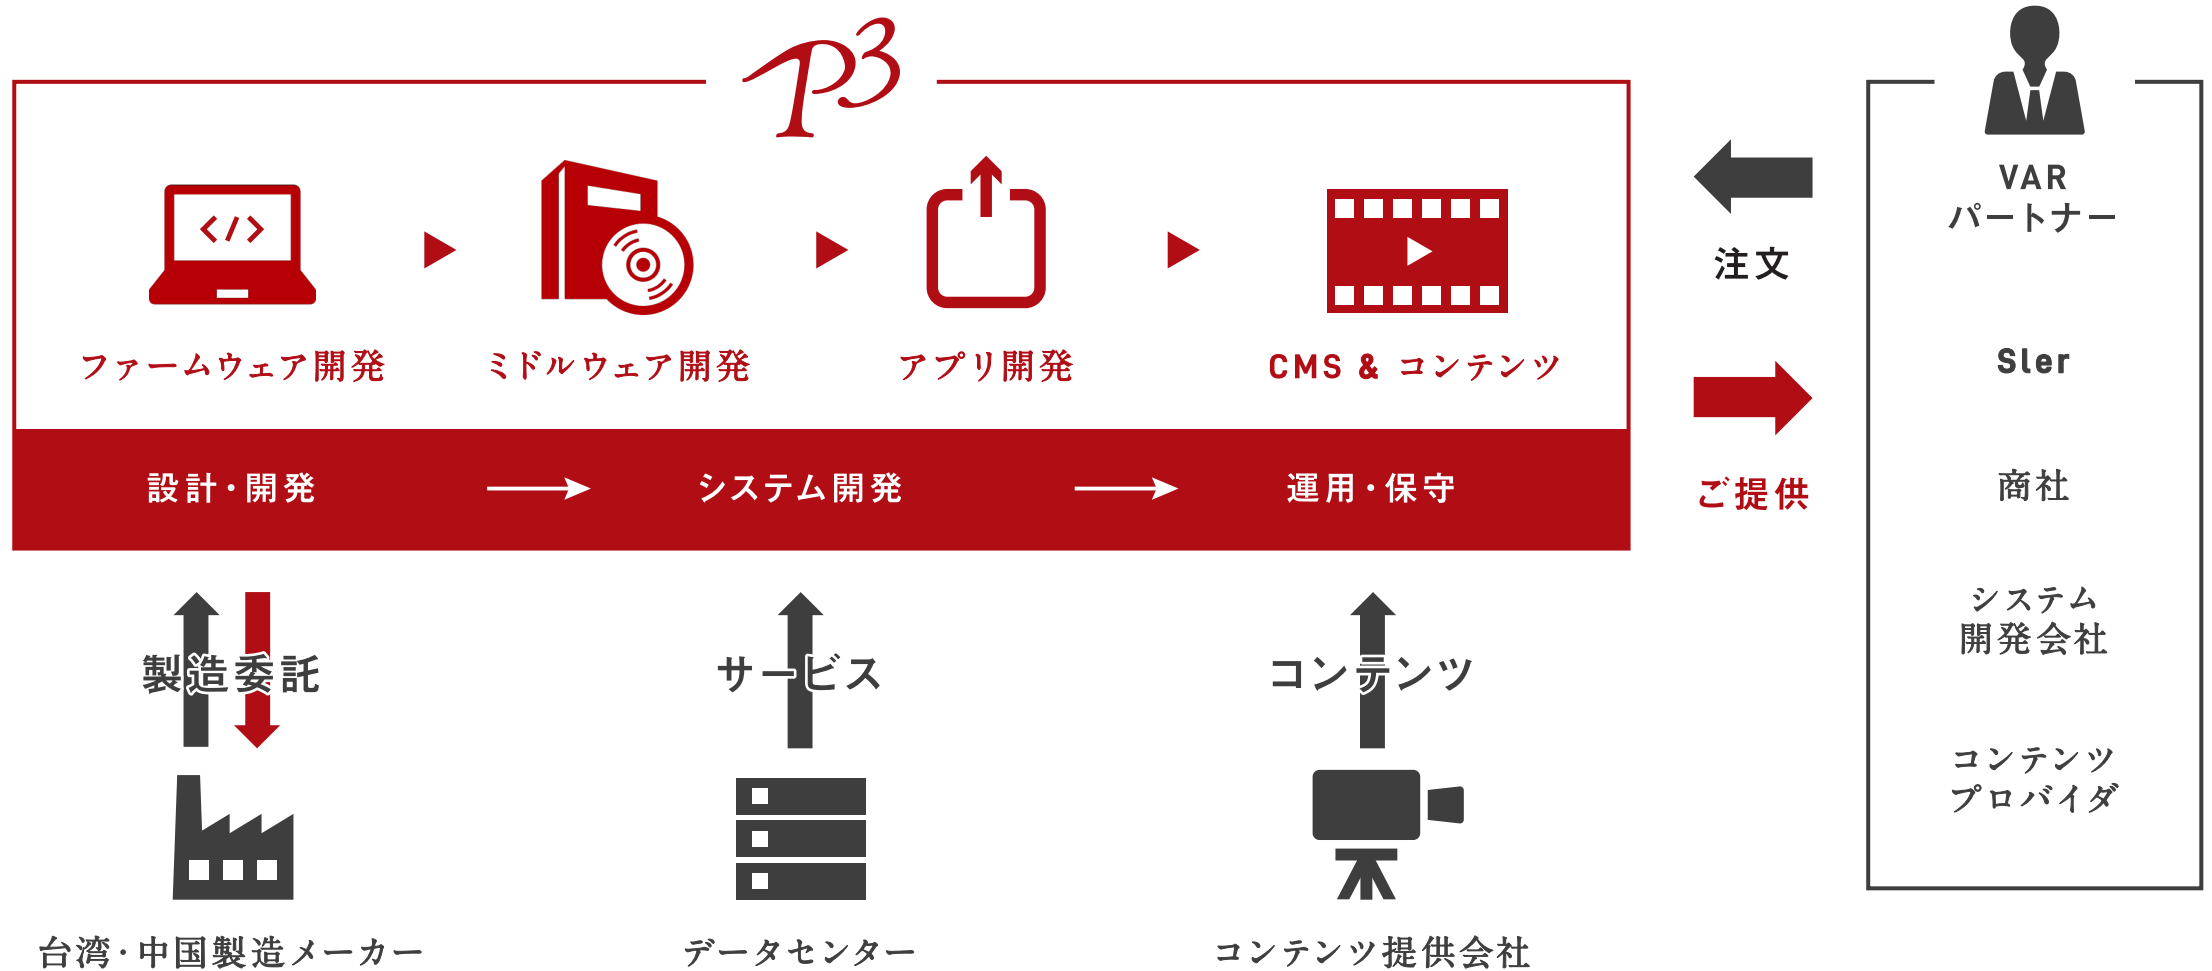 P3
ファームウェア開発
ミドルウェア開発
アプリ開発
CMS & コンテンツ
設計・開発
システム開発
運用・保守
注文
ご提供
VAR
パートナー
Sler
商社
システム
開発会社
コンテンツ
プロバイダ
製造委託
サービス
コンテンツ
台湾・中国製造メーカー
データセンター
コンテンツ提供会社